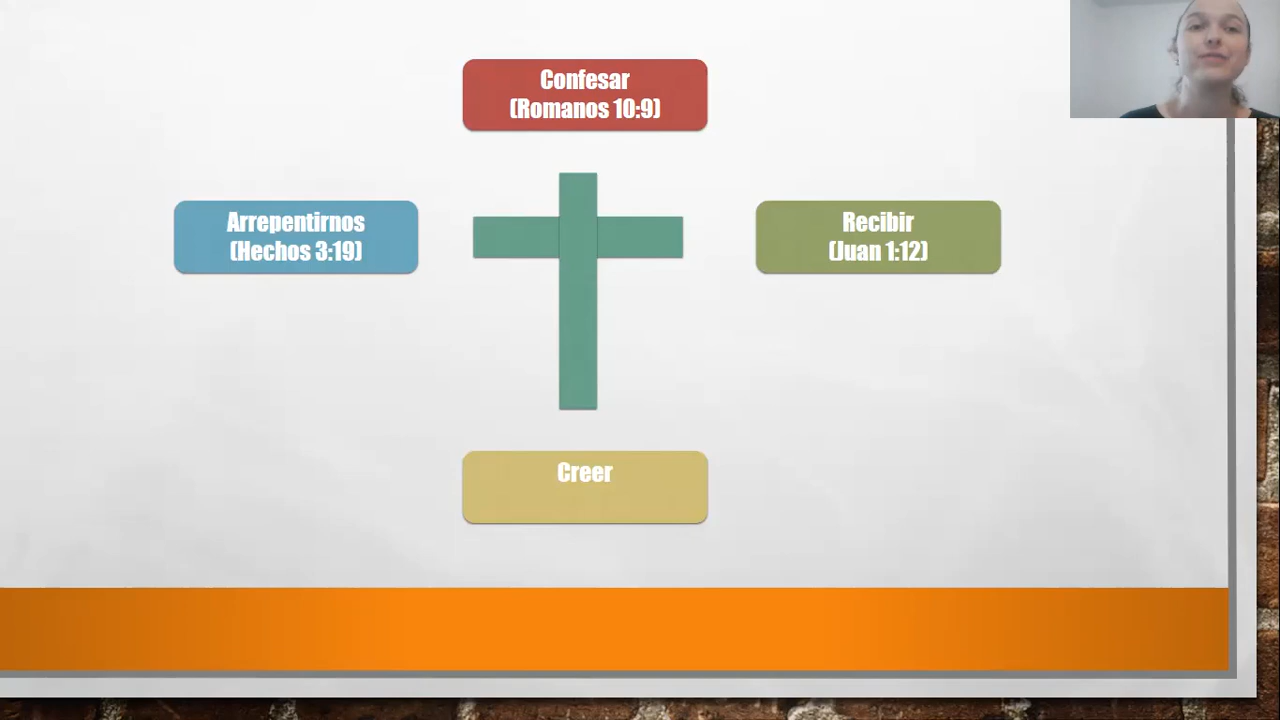 Confesar
(Romanos 10:9)
Arrepentirnos
(Hechos 3:19)
Recibir
(Juan 1:12)
Creer